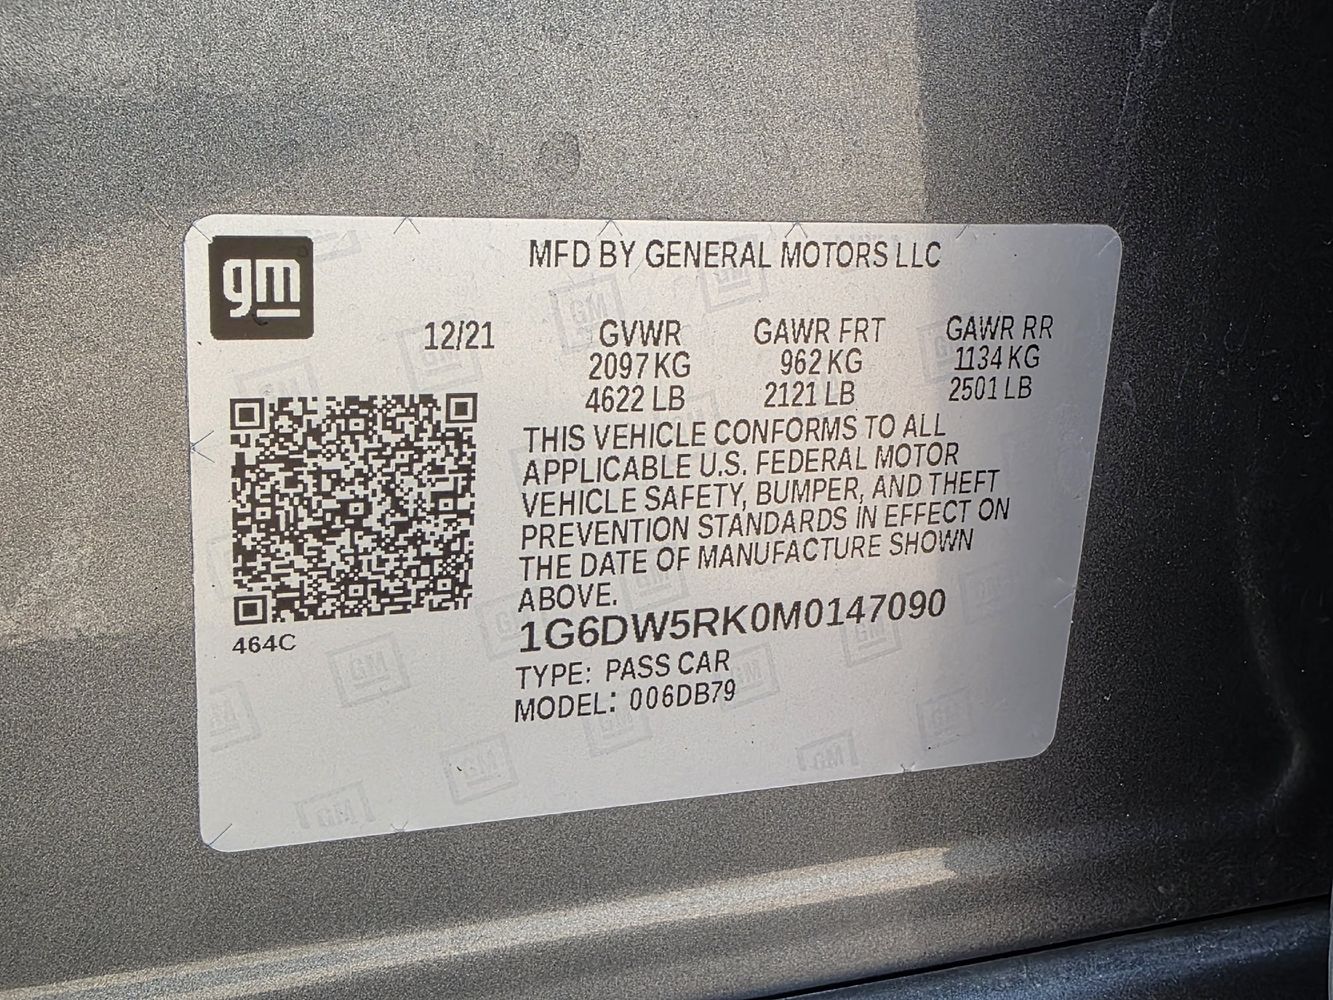 gm
MFD BY GENERAL MOTORS LLC
12/21 GVWR GAWR FRT GAWR RR
2097 KG 962 KG 1134 KG
4622 LB 2121 LB 2501 LB
THIS VEHICLE CONFORMS TO ALL
APPLICABLE U.S. FEDERAL MOTOR
VEHICLE SAFETY, BUMPER, AND THEFT
PREVENTION STANDARDS IN EFFECT ON
THE DATE OF MANUFACTURE SHOWN
ABOVE.
1G6DW5RK0M0147090
464C
TYPE: PASS CAR
MODEL: 006DB79